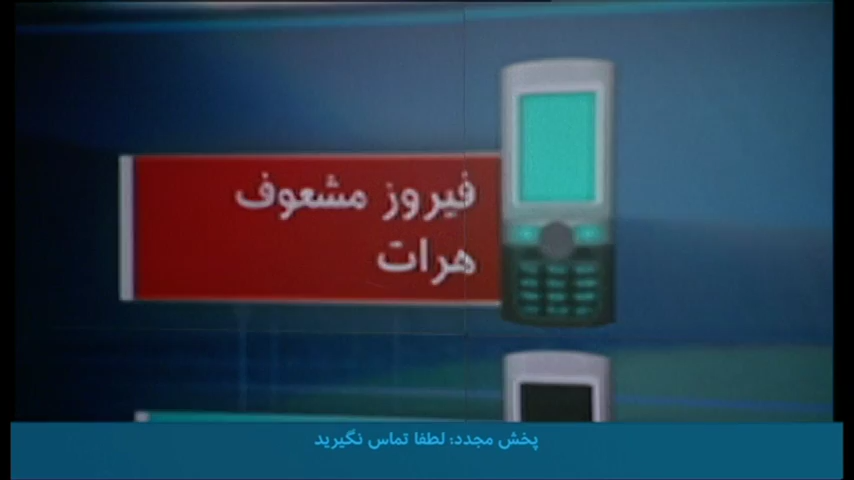 فیروز مشعوف
هرات
پخش مجدد؛ لطفا تماس نگیرید